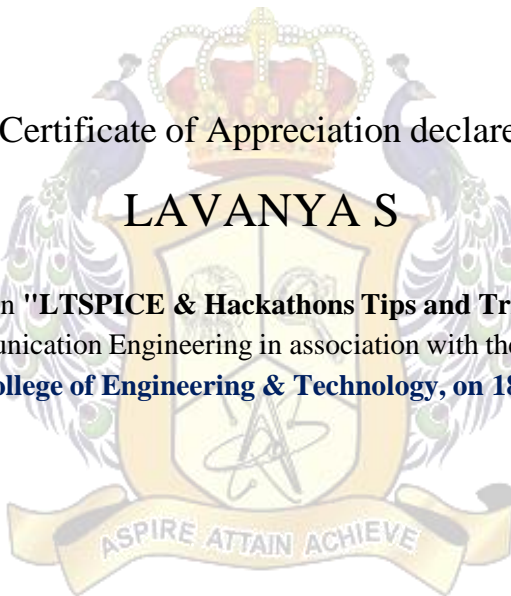 Certificate of Appreciation declare
LAVANYA S
n "LTSPICE & Hackathons Tips and Tr
unication Engineering in association with the
ollege of Engineering & Technology, on 18
ASPIRE ATTAIN ACHIEVE